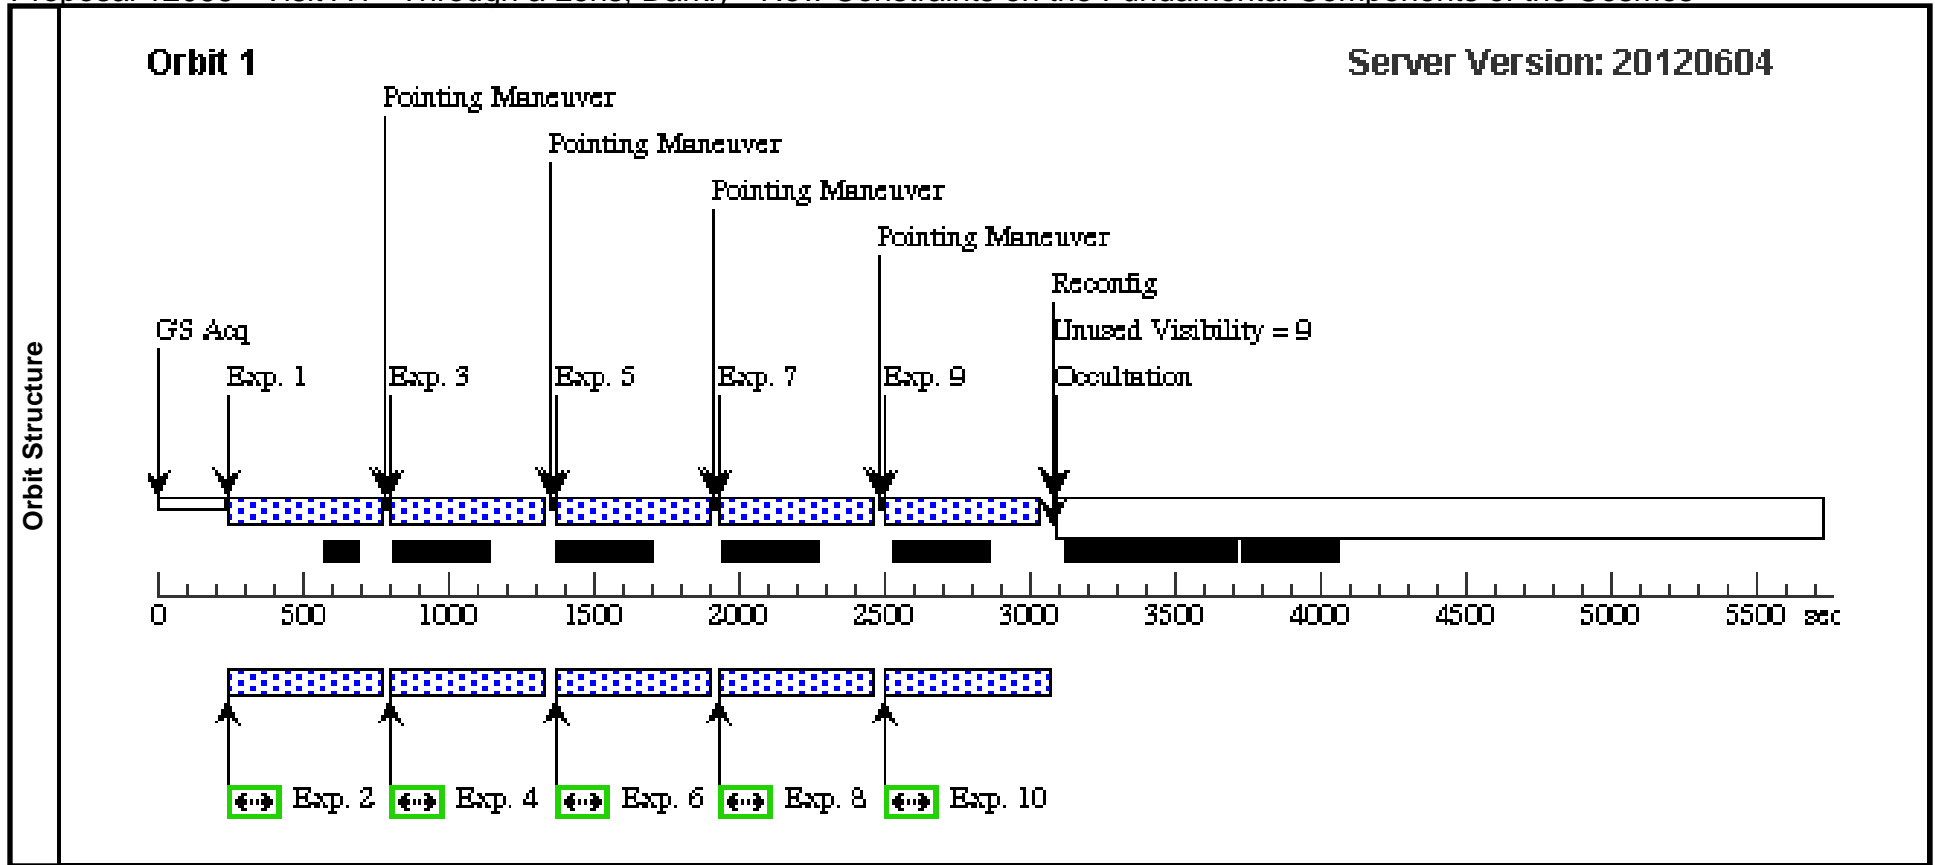 Orbit 1
Server Version: 20120604
Pointing Maneuver
Pointing Maneuver
Pointing Maneuver
Pointing Maneuver
Reconfig
GS Acq
Unused Visibility = 9
Exp. 1
Exp. 3
Exp. 5
Exp. 7
Exp. 9
Occultation
Orbit Structure
0 500 1000 1500 2000 2500 3000 3500 4000 4500 5000 5500 sec
Exp. 2
Exp. 4
Exp. 6
Exp. 8
Exp. 10